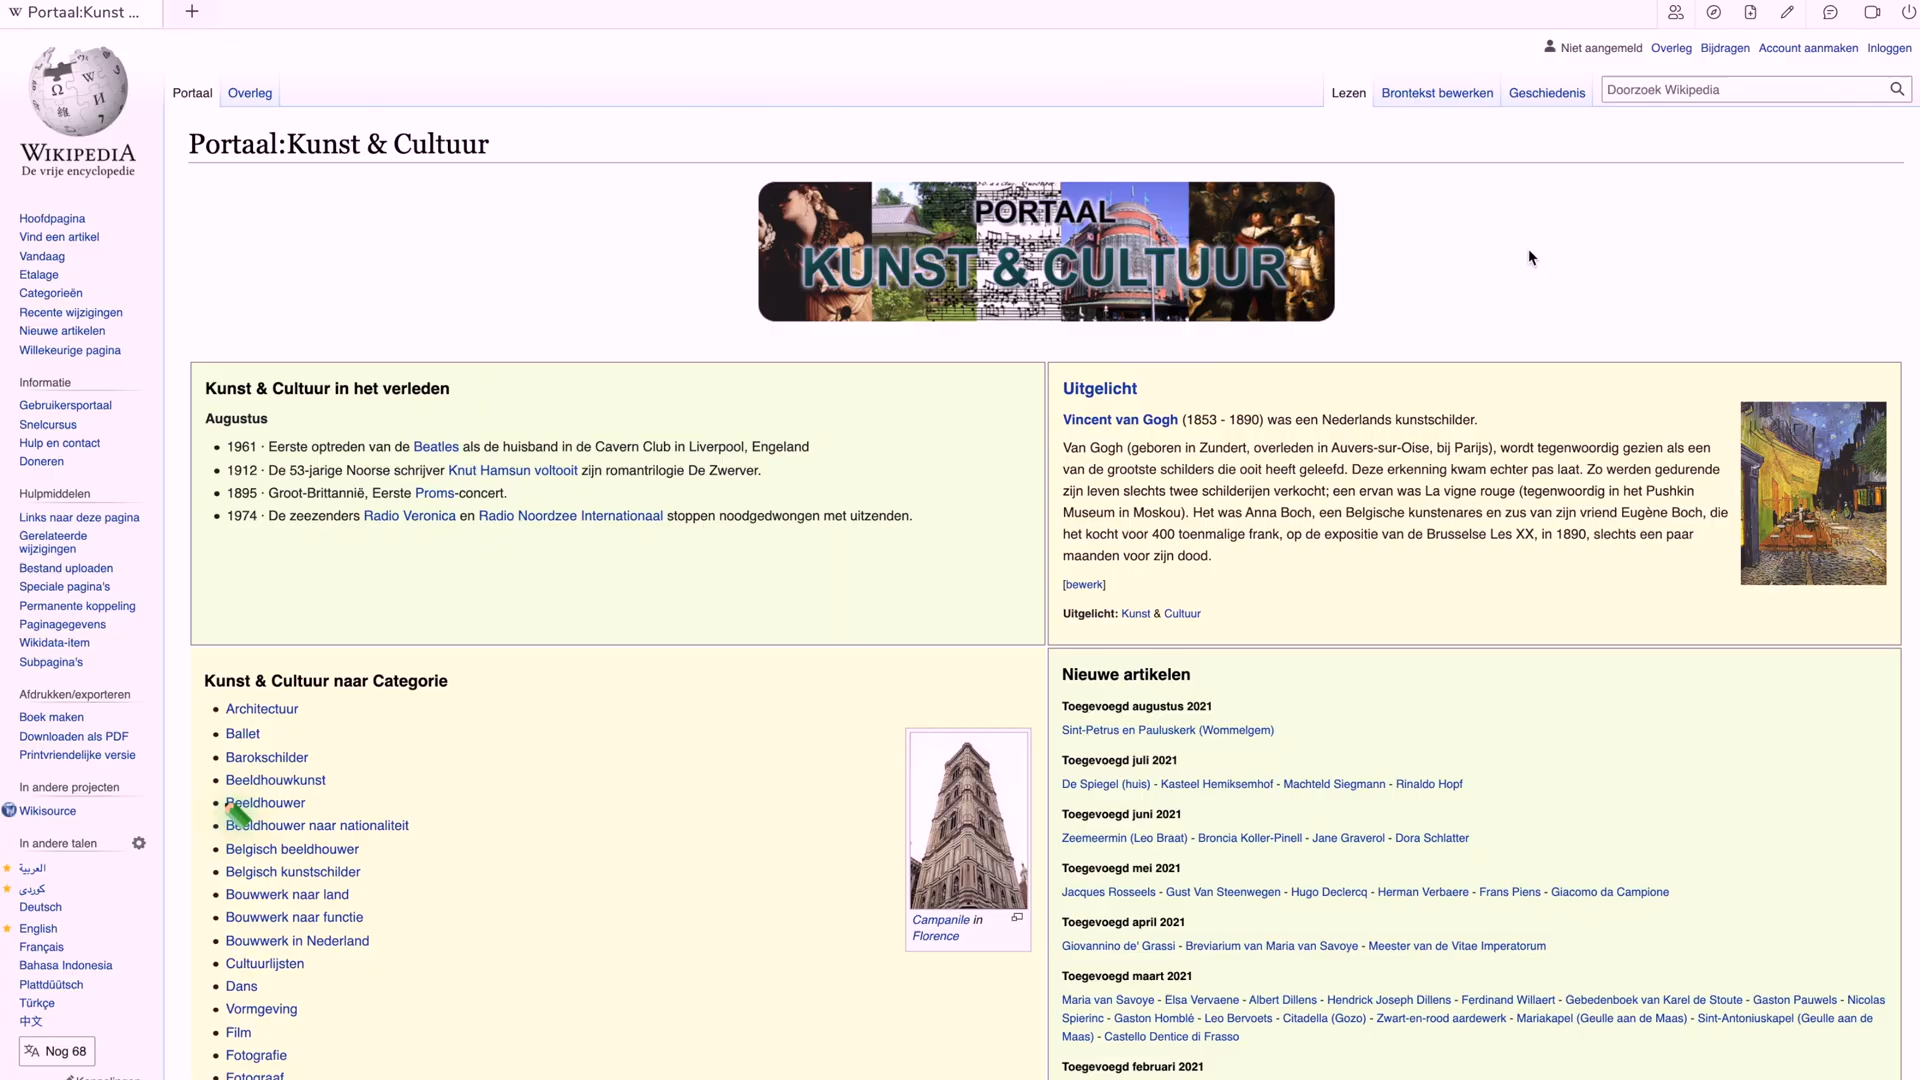 Portaal:Kunst ...
Niet aangemeld Overleg Bijdragen Account aanmaken Inloggen
Portaal Overleg Lezen Brontekst bewerken Geschiedenis Doorzoek Wikipedia
WIKIPEDIA
De vrije encyclopedie
Hoofdpagina
Vind een artikel
Vandaag
Etalage
Categorieën
Recente wijzigingen
Nieuwe artikelen
Willekeurige pagina
Informatie
Gebruikersportaal
Snelcursus
Hulp en contact
Doneren
Hulpmiddelen
Links naar deze pagina
Gerelateerde
wijzigingen
Bestand uploaden
Speciale pagina's
Permanente koppeling
Paginagegevens
Wikidata-item
Subpagina's
Afdrukken/exporteren
Boek maken
Downloaden als PDF
Printvriendelijke versie
In andere projecten
Wikisource
In andere talen
العربية
کوردی
Deutsch
English
Français
Bahasa Indonesia
Plattdüütsch
Türkçe
中文
Nog 68
Portaal:Kunst & Cultuur
PORTAAL
KUNST & CULTUUR
Kunst & Cultuur in het verleden
Augustus
1961 · Eerste optreden van de Beatles als de huisband in de Cavern Club in Liverpool, Engeland
1912 · De 53-jarige Noorse schrijver Knut Hamsun voltooit zijn romantrilogie De Zwerver.
1895 · Groot-Brittannië, Eerste Proms-concert.
1974 · De zeezenders Radio Veronica en Radio Noordzee Internationaal stoppen noodgedwongen met uitzenden.
Uitgelicht
Vincent van Gogh (1853 - 1890) was een Nederlands kunstschilder.
Van Gogh (geboren in Zundert, overleden in Auvers-sur-Oise, bij Parijs), wordt tegenwoordig gezien als een
van de grootste schilders die ooit heeft geleefd. Deze erkenning kwam echter pas laat. Zo werden gedurende
zijn leven slechts twee schilderijen verkocht; een ervan was La vigne rouge (tegenwoordig in het Pushkin
Museum in Moskou). Het was Anna Boch, een Belgische kunstenares en zus van zijn vriend Eugène Boch, die
het kocht voor 400 toenmalige frank, op de expositie van de Brusselse Les XX, in 1890, slechts een paar
maanden voor zijn dood.
[bewerk]
Uitgelicht: Kunst & Cultuur
Kunst & Cultuur naar Categorie
Architectuur
Ballet
Barokschilder
Beeldhouwkunst
Beeldhouwer
Beeldhouwer naar nationaliteit
Belgisch beeldhouwer
Belgisch kunstschilder
Bouwwerk naar land
Bouwwerk naar functie
Bouwwerk in Nederland
Cultuurlijsten
Dans
Vormgeving
Film
Fotografie
Fotograaf
Campanile in
Florence
Nieuwe artikelen
Toegevoegd augustus 2021
Sint-Petrus en Pauluskerk (Wommelgem)
Toegevoegd juli 2021
De Spiegel (huis) - Kasteel Hemiksemhof - Machteld Siegmann - Rinaldo Hopf
Toegevoegd juni 2021
Zeemeermin (Leo Braat) - Broncia Koller-Pinell - Jane Graverol - Dora Schlatter
Toegevoegd mei 2021
Jacques Rosseels - Gust Van Steenwegen - Hugo Declercq - Herman Verbaere - Frans Piens - Giacomo da Campione
Toegevoegd april 2021
Giovannino de' Grassi - Breviarium van Maria van Savoye - Meester van de Vitae Imperatorum
Toegevoegd maart 2021
Maria van Savoye - Elsa Vervaene - Albert Dillens - Hendrick Joseph Dillens - Ferdinand Willaert - Gebedenboek van Karel de Stoute - Gaston Pauwels - Nicolas
Spierinc - Gaston Homblé - Leo Bervoets - Citadella (Gozo) - Zwart-en-rood aardewerk - Mariakapel (Geulle aan de Maas) - Sint-Antoniuskapel (Geulle aan de
Maas) - Castello Dentice di Frasso
Toegevoegd februari 2021